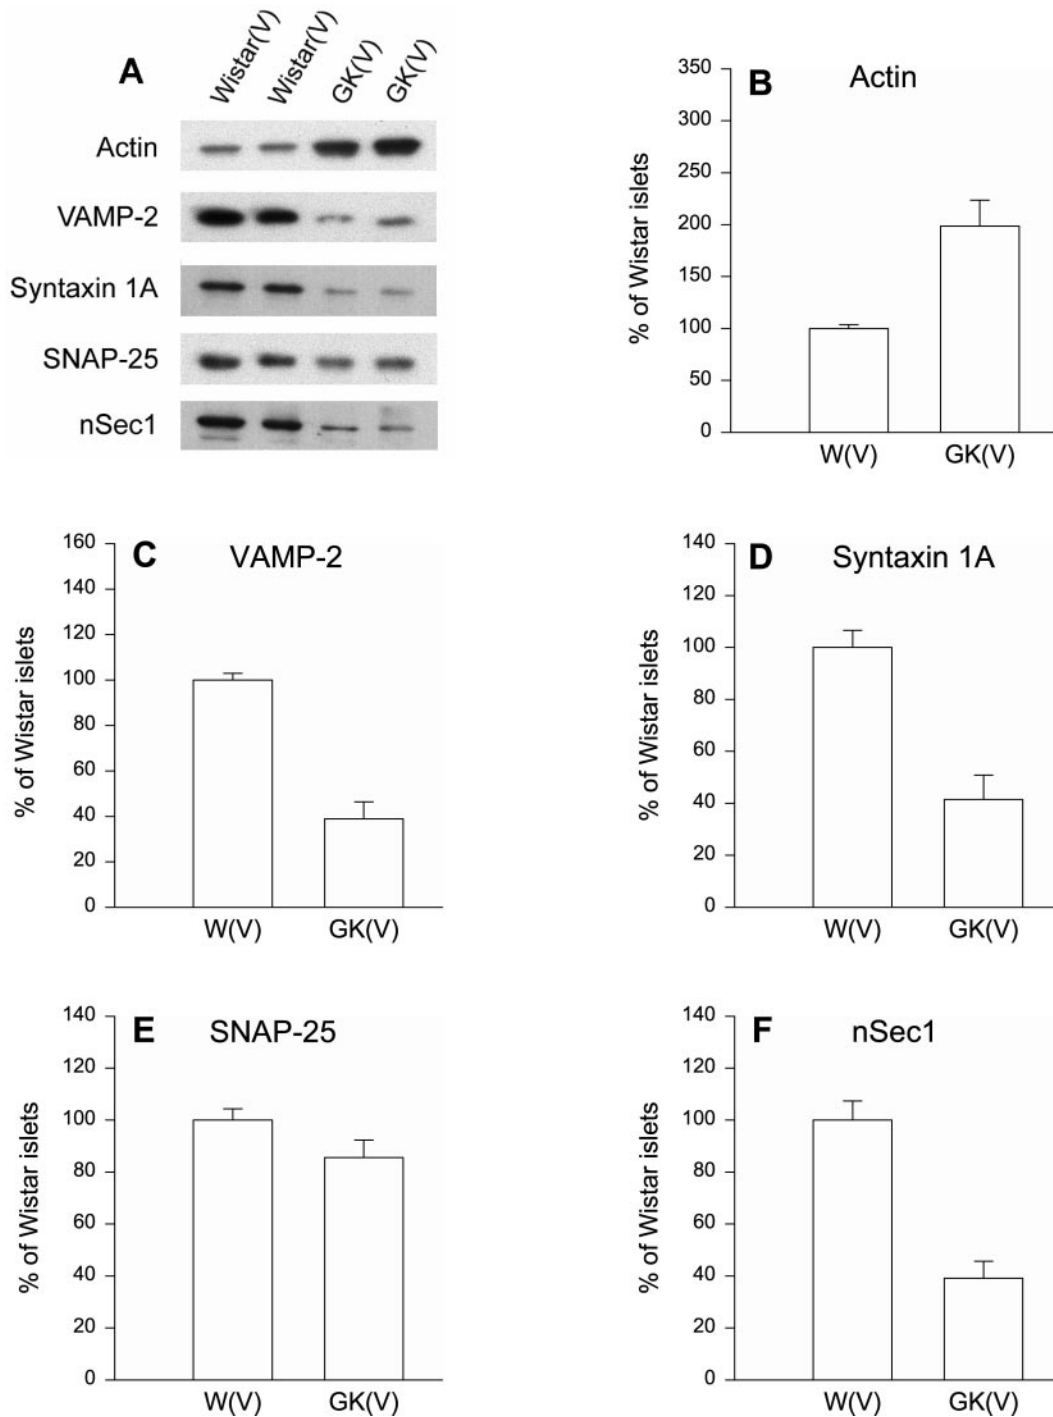 A
Wistar(V)
Wistar(V)
GK(V)
GK(V)
Actin
VAMP-2
Syntaxin 1A
SNAP-25
nSec1
B
Actin
% of Wistar islets
350
300
250
200
150
100
50
0
W(V) GK(V)
C
VAMP-2
% of Wistar islets
160
140
120
100
80
60
40
20
0
W(V) GK(V)
D
Syntaxin 1A
% of Wistar islets
140
120
100
80
60
40
20
0
W(V) GK(V)
E
SNAP-25
% of Wistar islets
140
120
100
80
60
40
20
0
W(V) GK(V)
F
nSec1
% of Wistar islets
140
120
100
80
60
40
20
0
W(V) GK(V)